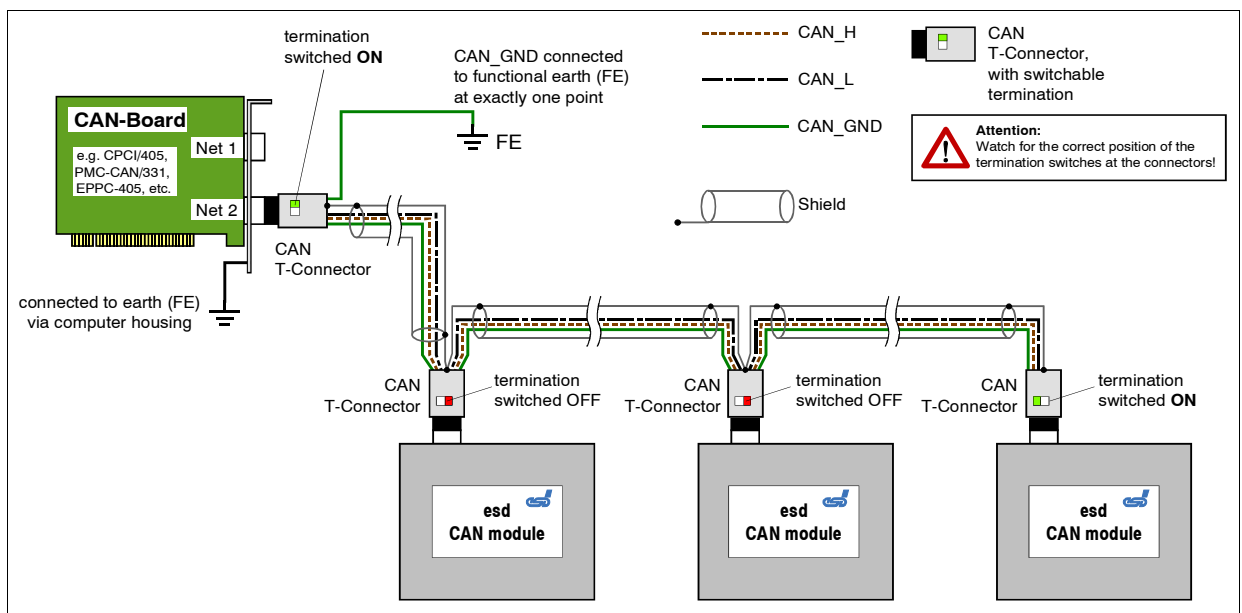 termination
switched ON
CAN_GND connected
to functional earth (FE)
at exactly one point
FE
CAN_H
CAN_L
CAN_GND
Shield
CAN
T-Connector,
with switchable
termination
Attention:
Watch for the correct position of the
termination switches at the connectors!
CAN-Board
e.g. CPCI/405,
PMC-CAN/331,
EPPC-405, etc.
Net 1
Net 2
CAN
T-Connector
connected to earth (FE)
via computer housing
CAN
T-Connector
termination
switched OFF
CAN
T-Connector
termination
switched OFF
CAN
T-Connector
termination
switched ON
esd
esd
CAN module
esd
esd
CAN module
esd
esd
CAN module